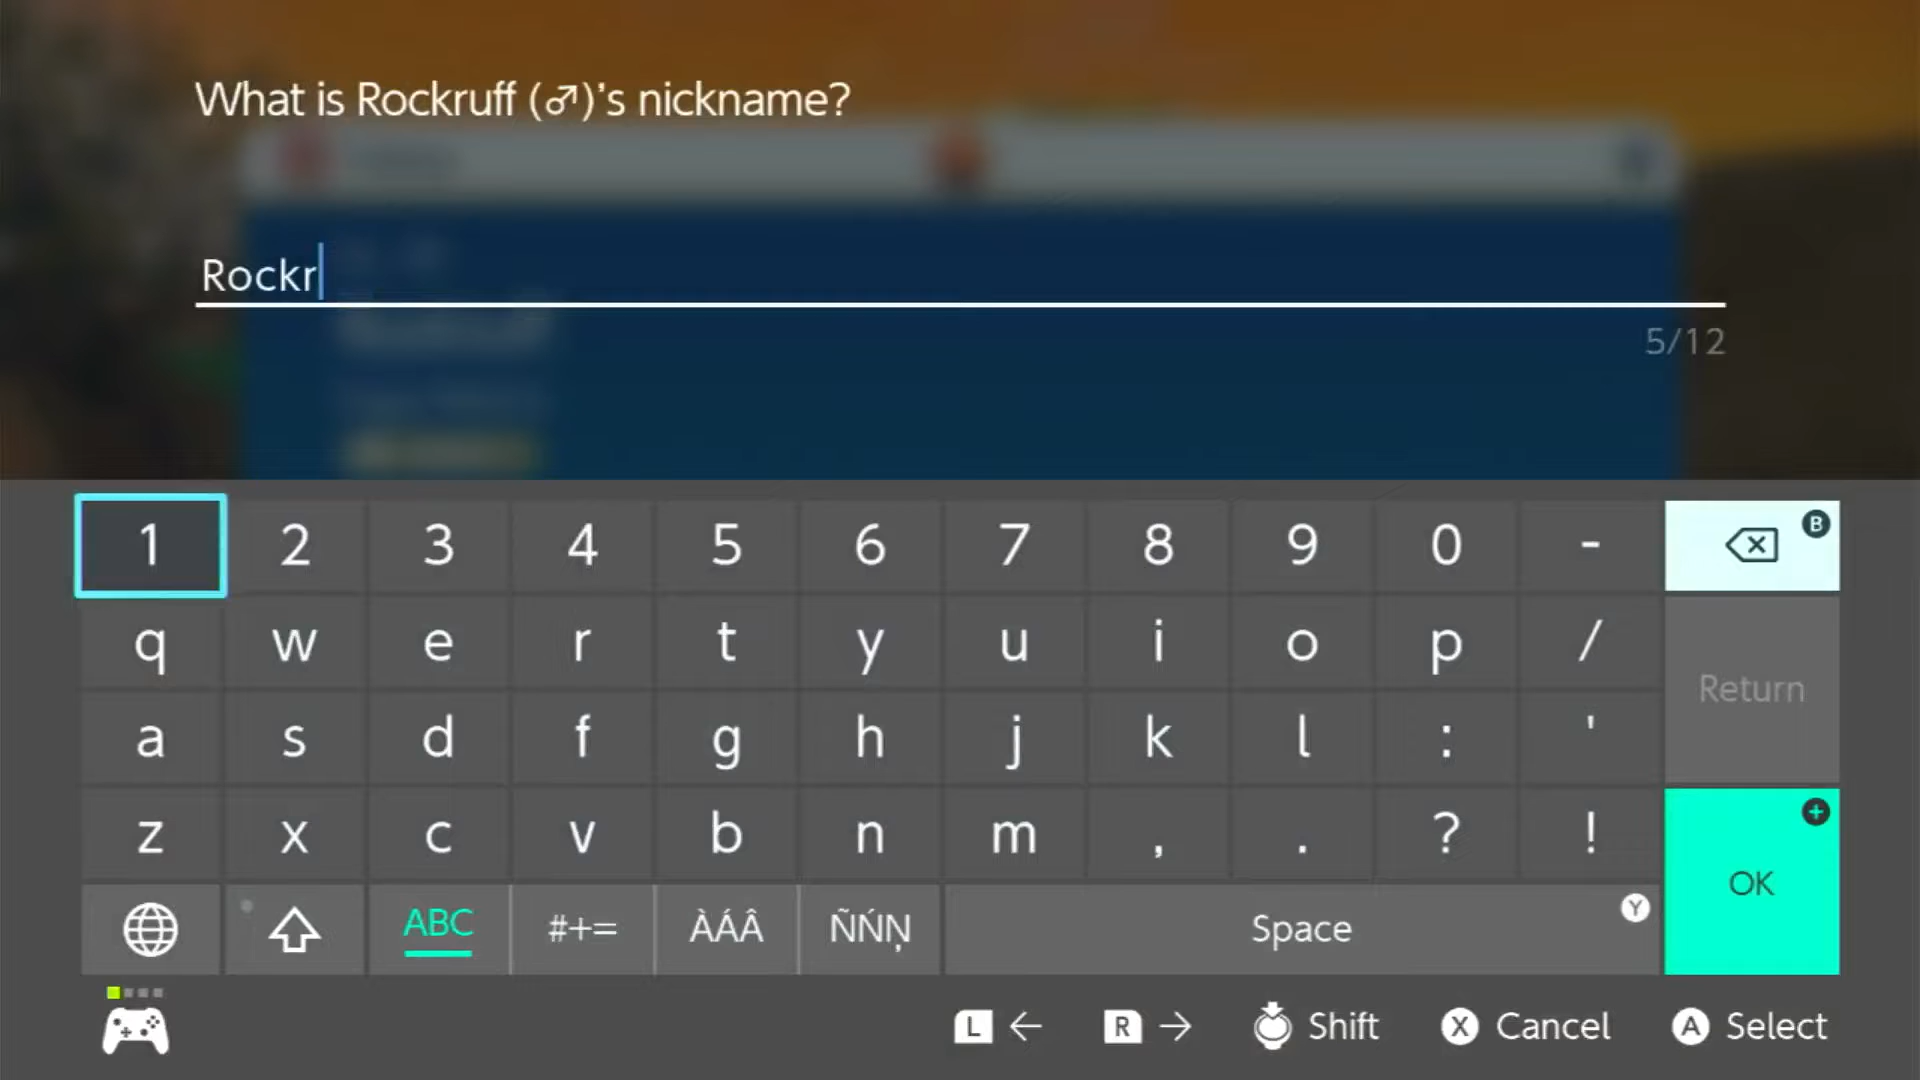 What is Rockruff (♂)'s nickname?
Rockr
5/12
1 2 3 4 5 6 7 8 9 0 - B
q w e r t y u i o p /
Return
a s d f g h j k l : '
z x c v b n m , . ? ! +
OK
ABC #+= ÀÁÂ ÑŃŅ Space Y
L ← R → Shift X Cancel A Select